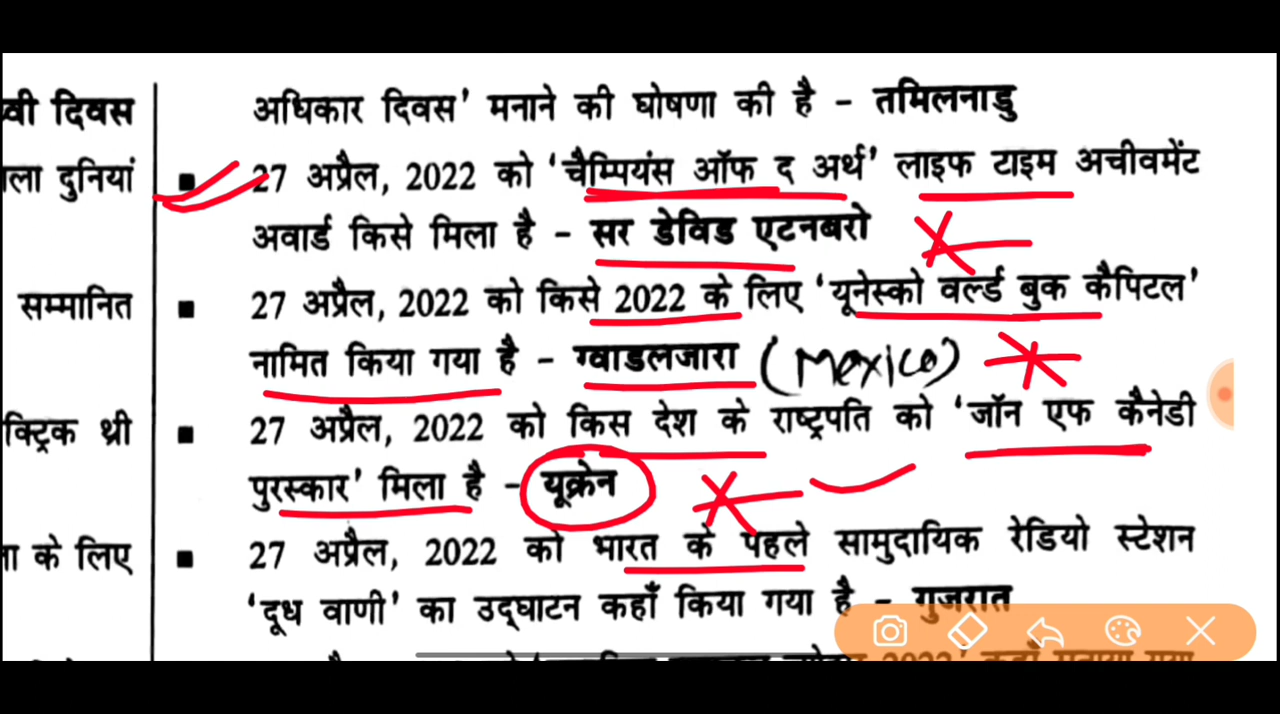 वी दिवस
ला दुनियां
सम्मानित
क्ट्रिक थ्री
ा के लिए
अधिकार दिवस’ मनाने की घोषणा की है – तमिलनाडु
■ 27 अप्रैल, 2022 को ‘चैम्पियंस ऑफ द अर्थ’ लाइफ टाइम अचीवमेंट
अवार्ड किसे मिला है – सर डेविड एटनबरो
■ 27 अप्रैल, 2022 को किसे 2022 के लिए ‘यूनेस्को वर्ल्ड बुक कैपिटल’
नामित किया गया है – ग्वाडलजारा (Mexico)
■ 27 अप्रैल, 2022 को किस देश के राष्ट्रपति को ‘जॉन एफ कैनेडी
पुरस्कार’ मिला है – यूक्रेन
■ 27 अप्रैल, 2022 को भारत के पहले सामुदायिक रेडियो स्टेशन
‘दूध वाणी’ का उद्घाटन कहाँ किया गया है – गुजरात